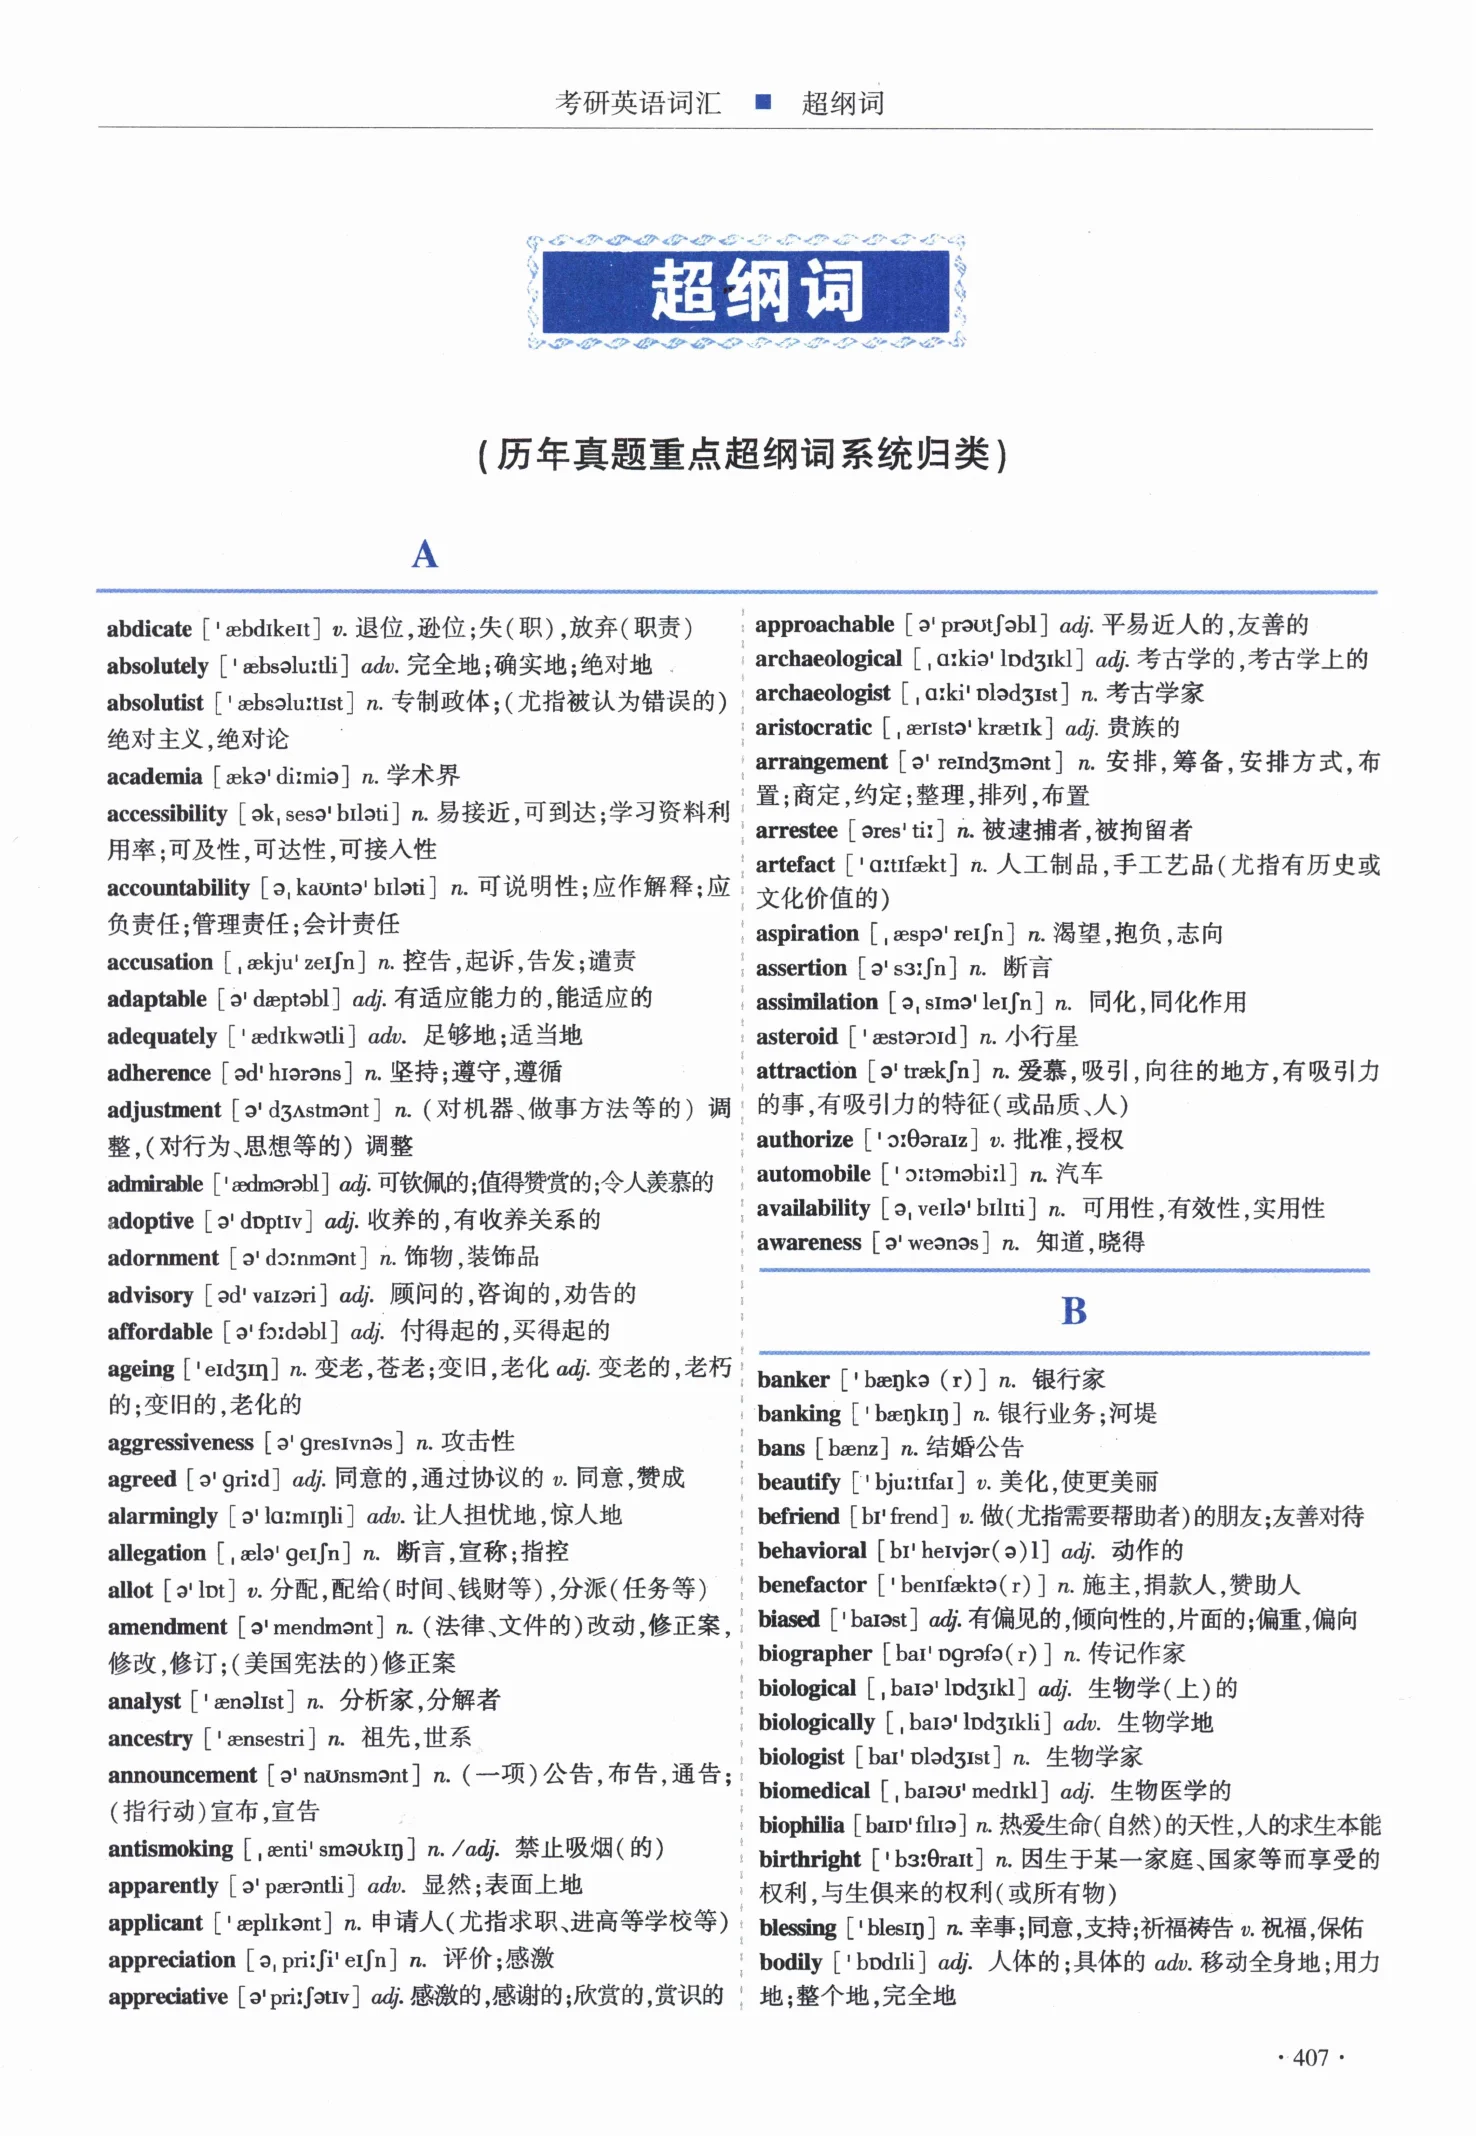 考研英语词汇 ■ 超纲词
超纲词
(历年真题重点超纲词系统归类)
A
abdicate [ˈæbdɪkeɪt] v. 退位,逊位;失(职),放弃(职责)
absolutely [ˈæbsəluːtli] adv. 完全地;确实地;绝对地
absolutist [ˈæbsəluːtɪst] n. 专制政体;(尤指被认为错误的)
绝对主义,绝对论
academia [ækəˈdiːmiə] n. 学术界
accessibility [əkˌsesəˈbɪləti] n. 易接近,可到达;学习资料利
用率;可及性,可达性,可接入性
accountability [əˌkaʊntəˈbɪləti] n. 可说明性;应作解释;应
负责任;管理责任;会计责任
accusation [ˌækjuˈzeɪʃn] n. 控告,起诉,告发;谴责
adaptable [əˈdæptəbl] adj. 有适应能力的,能适应的
adequately [ˈædɪkwətli] adv. 足够地;适当地
adherence [ədˈhɪərəns] n. 坚持;遵守,遵循
adjustment [əˈdʒʌstmənt] n. (对机器、做事方法等的) 调
整,(对行为、思想等的) 调整
admirable [ˈædmərəbl] adj. 可钦佩的;值得赞赏的;令人羡慕的
adoptive [əˈdɒptɪv] adj. 收养的,有收养关系的
adornment [əˈdɔːnmənt] n. 饰物,装饰品
advisory [ədˈvaɪzəri] adj. 顾问的,咨询的,劝告的
affordable [əˈfɔːdəbl] adj. 付得起的,买得起的
ageing [ˈeɪdʒɪŋ] n. 变老,苍老;变旧,老化 adj. 变老的,老朽
的;变旧的,老化的
aggressiveness [əˈɡresɪvnəs] n. 攻击性
agreed [əˈɡriːd] adj. 同意的,通过协议的 v. 同意,赞成
alarmingly [əˈlɑːmɪŋli] adv. 让人担忧地,惊人地
allegation [ˌæləˈɡeɪʃn] n. 断言,宣称;指控
allot [əˈlɒt] v. 分配,配给(时间、钱财等),分派(任务等)
amendment [əˈmendmənt] n. (法律、文件的)改动,修正案,
修改,修订;(美国宪法的)修正案
analyst [ˈænəlɪst] n. 分析家,分解者
ancestry [ˈænsestri] n. 祖先,世系
announcement [əˈnaʊnsmənt] n. (一项)公告,布告,通告;
(指行动)宣布,宣告
antismoking [ˌæntiˈsməʊkɪŋ] n. /adj. 禁止吸烟(的)
apparently [əˈpærəntli] adv. 显然;表面上地
applicant [ˈæplɪkənt] n. 申请人(尤指求职、进高等学校等)
appreciation [əˌpriːʃiˈeɪʃn] n. 评价;感激
appreciative [əˈpriːʃətɪv] adj. 感激的,感谢的;欣赏的,赏识的
approachable [əˈprəʊtʃəbl] adj. 平易近人的,友善的
archaeological [ˌɑːkiəˈlɒdʒɪkl] adj. 考古学的,考古学上的
archaeologist [ˌɑːkiˈɒlədʒɪst] n. 考古学家
aristocratic [ˌærɪstəˈkrætɪk] adj. 贵族的
arrangement [əˈreɪndʒmənt] n. 安排,筹备,安排方式,布
置;商定,约定;整理,排列,布置
arrestee [əresˈtiː] n. 被逮捕者,被拘留者
artefact [ˈɑːtɪfækt] n. 人工制品,手工艺品(尤指有历史或
文化价值的)
aspiration [ˌæspəˈreɪʃn] n. 渴望,抱负,志向
assertion [əˈsɜːʃn] n. 断言
assimilation [əˌsɪməˈleɪʃn] n. 同化,同化作用
asteroid [ˈæstərɔɪd] n. 小行星
attraction [əˈtrækʃn] n. 爱慕,吸引,向往的地方,有吸引力
的事,有吸引力的特征(或品质、人)
authorize [ˈɔːθəraɪz] v. 批准,授权
automobile [ˈɔːtəməbiːl] n. 汽车
availability [əˌveɪləˈbɪlɪti] n. 可用性,有效性,实用性
awareness [əˈweənəs] n. 知道,晓得
B
banker [ˈbæŋkə (r)] n. 银行家
banking [ˈbæŋkɪŋ] n. 银行业务;河堤
bans [bænz] n. 结婚公告
beautify [ˈbjuːtɪfaɪ] v. 美化,使更美丽
befriend [bɪˈfrend] v. 做(尤指需要帮助者)的朋友;友善对待
behavioral [bɪˈheɪvjər(ə)l] adj. 动作的
benefactor [ˈbenɪfæktə(r)] n. 施主,捐款人,赞助人
biased [ˈbaɪəst] adj. 有偏见的,倾向性的,片面的;偏重,偏向
biographer [baɪˈɒɡrəfə(r)] n. 传记作家
biological [ˌbaɪəˈlɒdʒɪkl] adj. 生物学(上)的
biologically [ˌbaɪəˈlɒdʒɪkli] adv. 生物学地
biologist [baɪˈɒlədʒɪst] n. 生物学家
biomedical [ˌbaɪəʊˈmedɪkl] adj. 生物医学的
biophilia [baɪɒˈfɪlɪə] n. 热爱生命(自然)的天性,人的求生本能
birthright [ˈbɜːθraɪt] n. 因生于某一家庭、国家等而享受的
权利,与生俱来的权利(或所有物)
blessing [ˈblesɪŋ] n. 幸事;同意,支持;祈福祷告 v. 祝福,保佑
bodily [ˈbɒdɪli] adj. 人体的;具体的 adv. 移动全身地;用力
地;整个地,完全地
· 407 ·